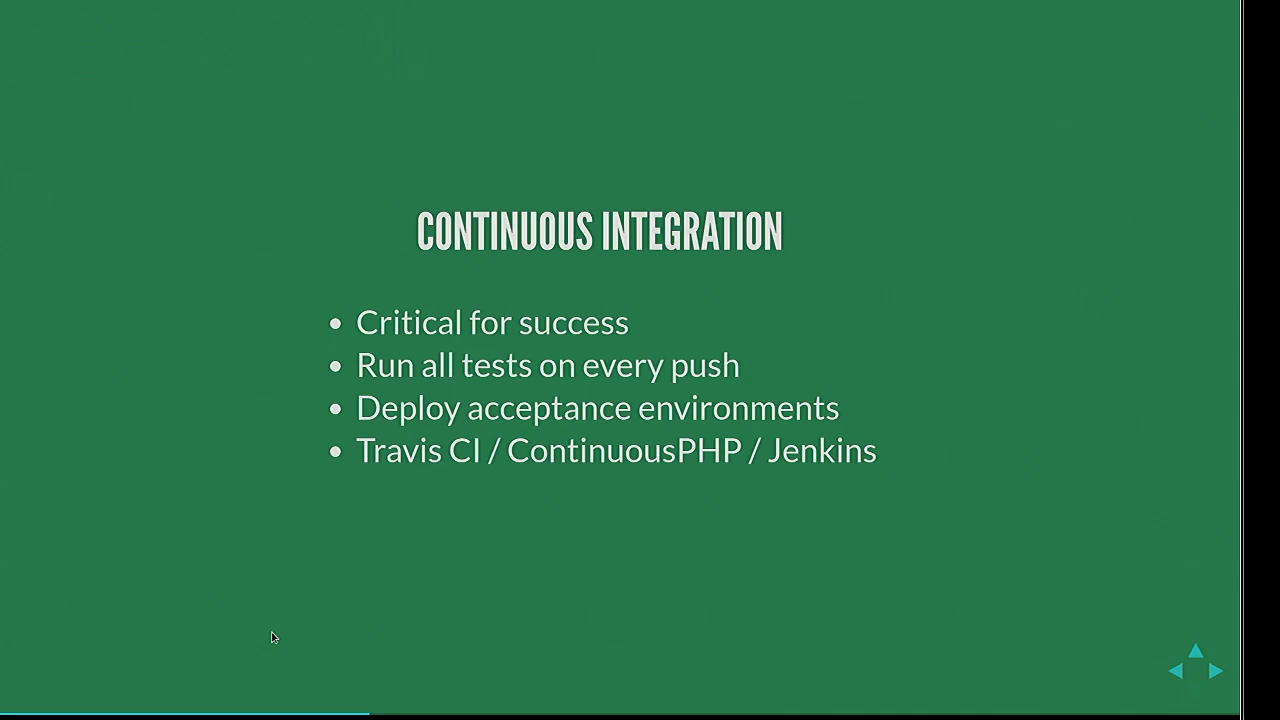 CONTINUOUS INTEGRATION
Critical for success
Run all tests on every push
Deploy acceptance environments
Travis CI / ContinuousPHP / Jenkins